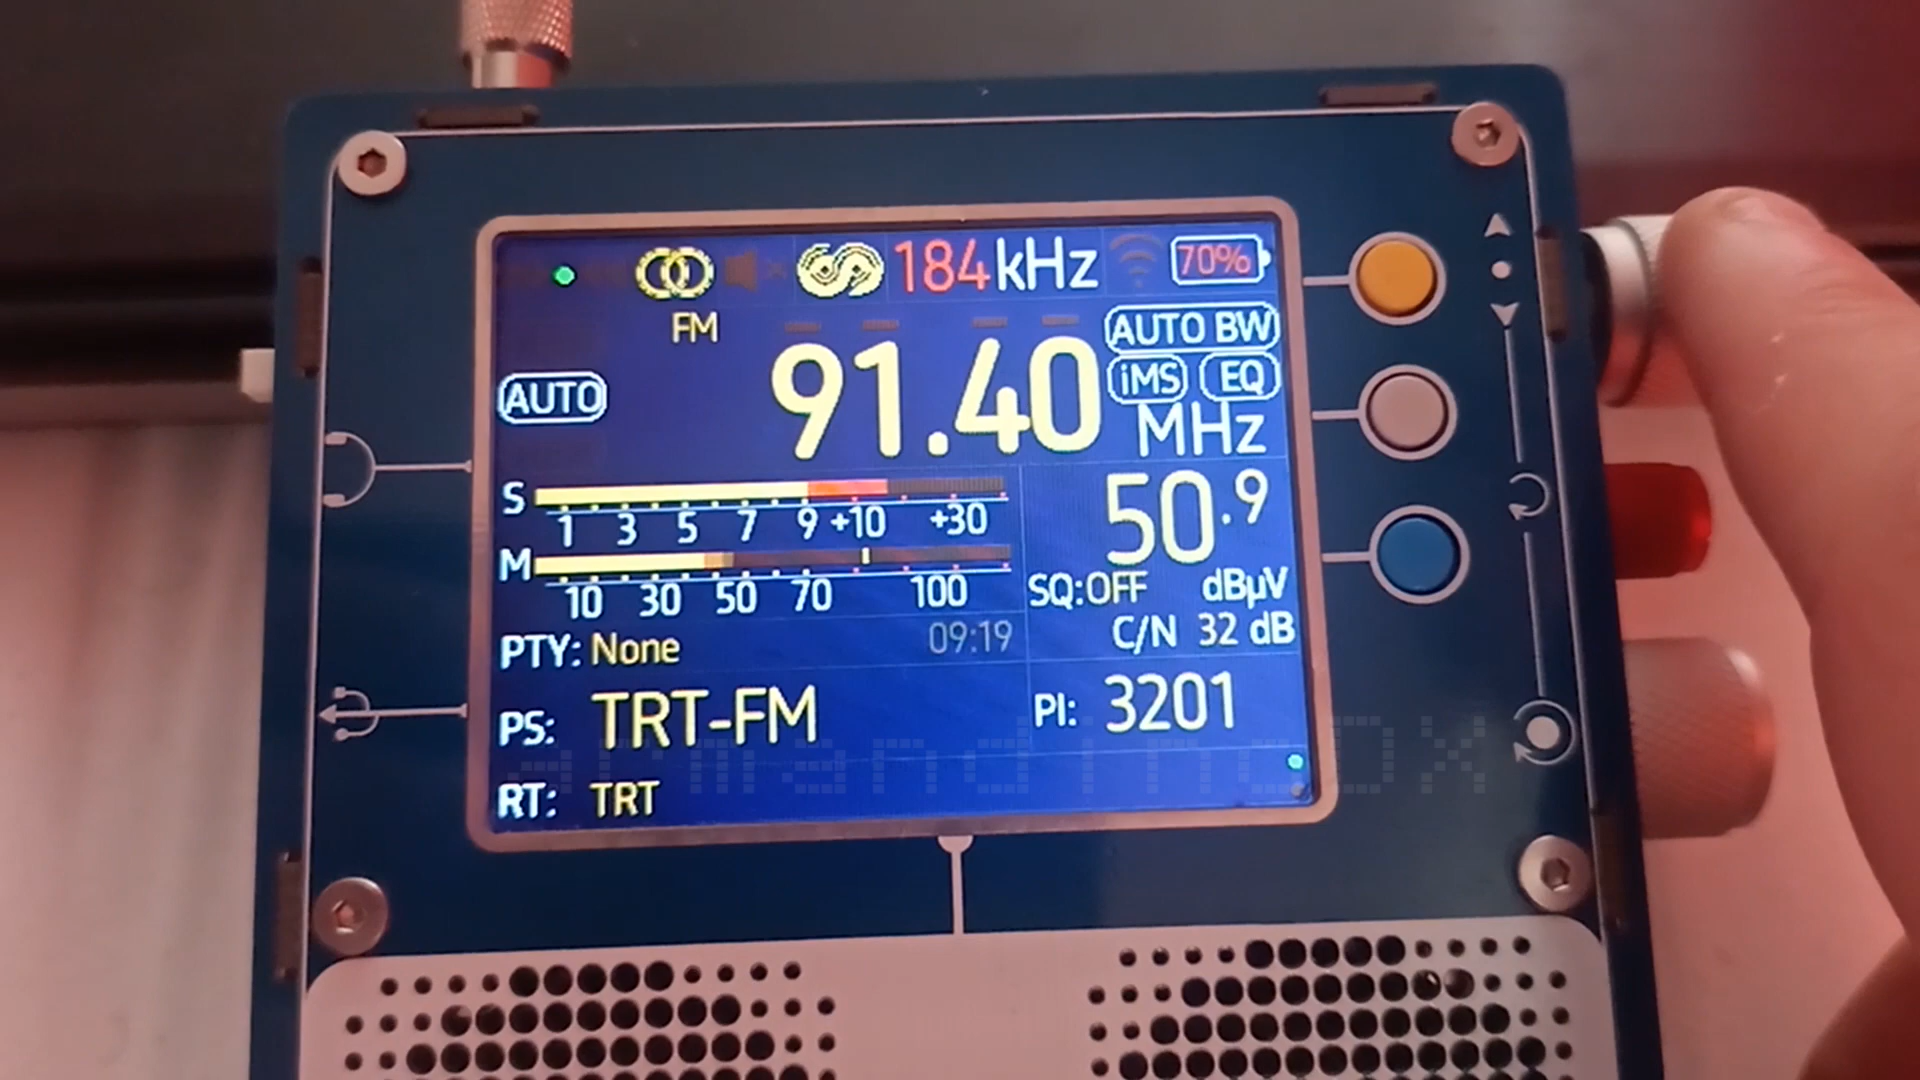 184kHz 70%
FM
AUTO BW
AUTO 91.40 iMS EQ
MHz
S
1 3 5 7 9 +10 +30
50.9
M
10 30 50 70 100
SQ:OFF dBµV
C/N 32 dB
PTY: None 09:19
PS: TRT-FM PI: 3201
armandinoDX
RT: TRT